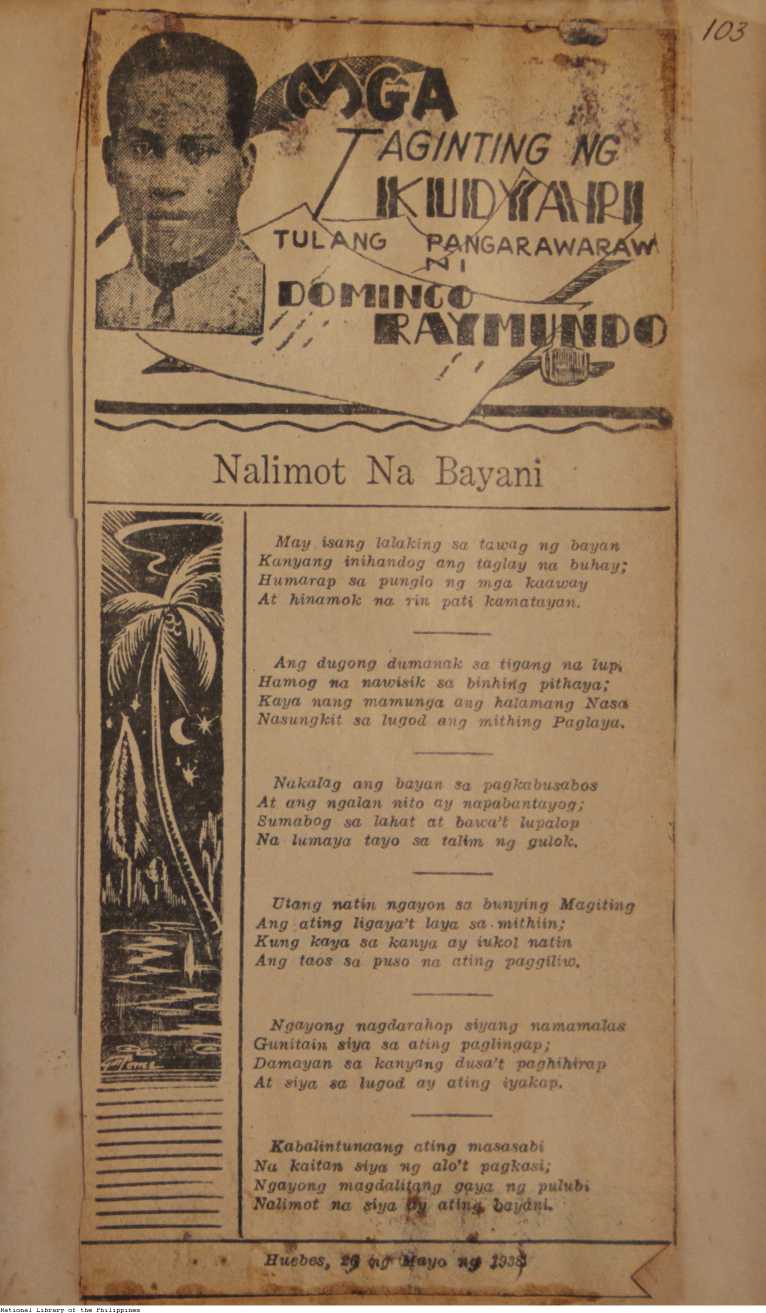 103
MGA
TAGINTING NG
KUDYAPI
TULANG PANGARAWARAW
NI
DOMINGO
RAYMUNDO
Nalimot Na Bayani
May isang lalaking sa tawag ng bayan
Kanyang inihandog ang taglay na buhay;
Humarap sa punglo ng mga kaaway
At hinamok na rin pati kamatayan.
Ang dugong dumanak sa tigang na lupa
Hamog na nawisik sa binhing pithaya;
Kaya nang mamunga ang halamang Nasa
Nasungkit sa lugod ang mithing Paglaya.
Nakalag ang bayan sa pagkabusabos
At ang ngalan nito ay napabantayog;
Sumabog sa lahat at bawa't lupalop
Na lumaya tayo sa talim ng gulok.
Utang natin ngayon sa bunying Magiting
Ang ating ligaya't laya sa mithiin;
Kung kaya sa kanya ay iukol natin
Ang taos sa puso na ating paggiliw.
Ngayong nagdarahop siyang namamalas
Gunitain siya sa ating paglingap;
Damayan sa kanyang dusa't paghihirap
At siya sa lugod ay ating iyakap.
Kabalintunaang ating masasabi
Na kaitan siya ng alo't pagkasi;
Ngayong magdalitang gaya ng pulubi
Nalimot na siya ay ating bayani.
Huebes, 26 ng Mayo ng 1938
National Library of the Philippines